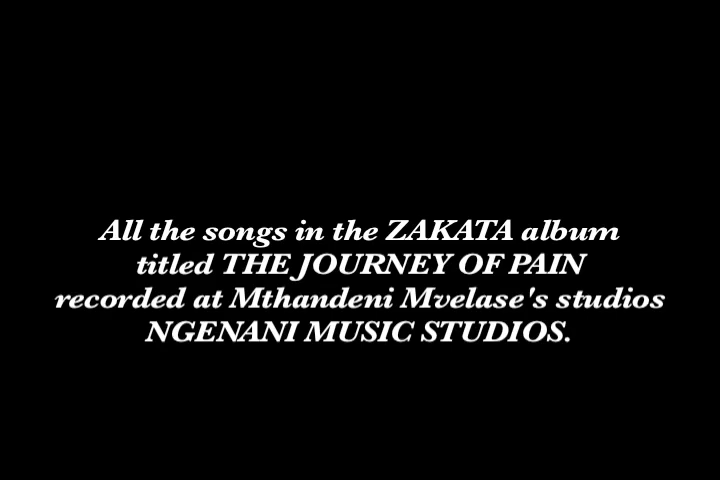 All the songs in the ZAKATA album
titled THE JOURNEY OF PAIN
recorded at Mthandeni Mvelase's studios
NGENANI MUSIC STUDIOS.